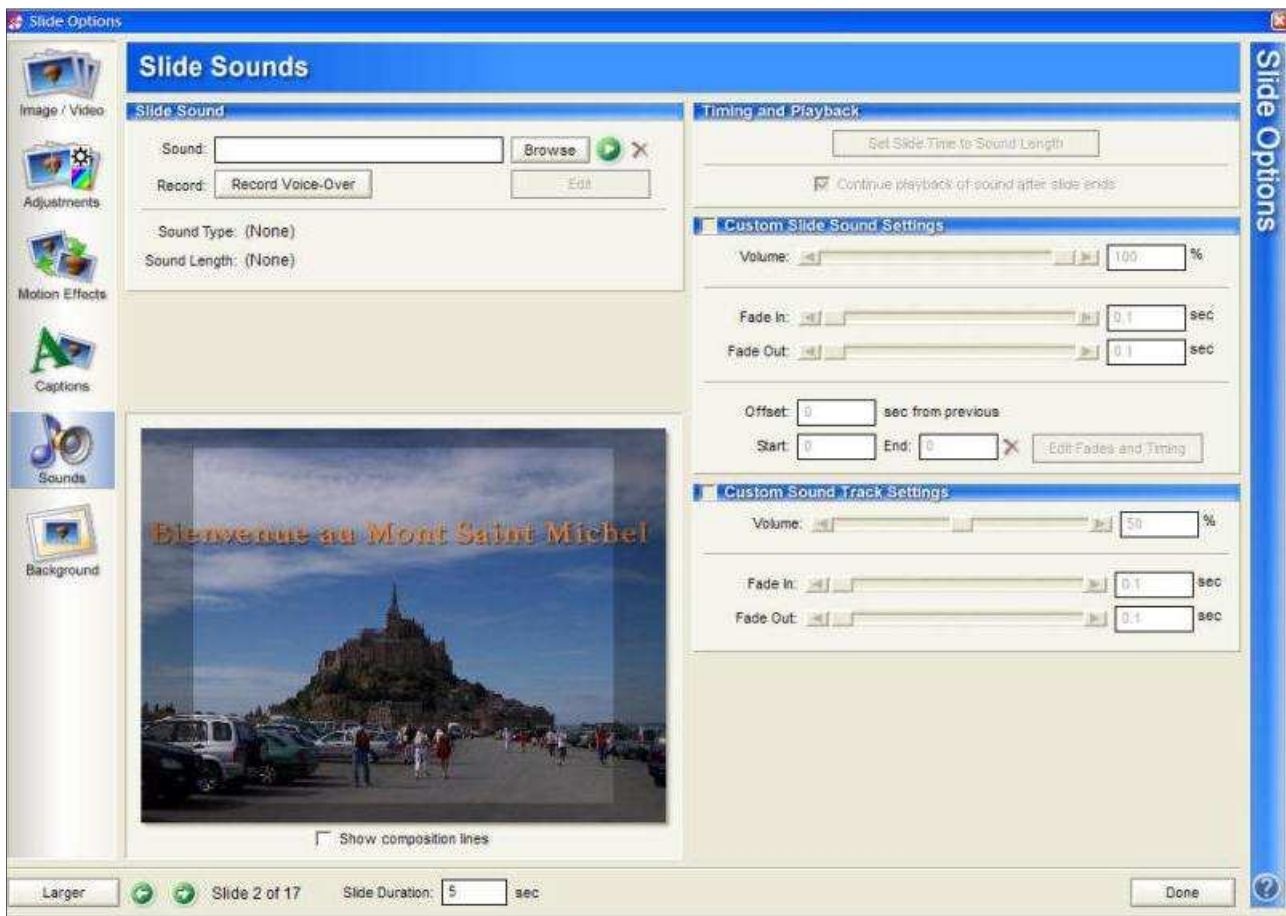 Slide Options
Image / Video
Adjustments
Motion Effects
Captions
Sounds
Background
Slide Sounds
Slide Sound
Sound:
Browse
Record:
Record Voice-Over
Edit
Sound Type: (None)
Sound Length: (None)
Bienvenue au Mont Saint Michel
Show composition lines
Timing and Playback
Set Slide Time to Sound Length
Continue playback of sound after slide ends
Custom Slide Sound Settings
Volume: 100 %
Fade In: 0.1 sec
Fade Out: 0.1 sec
Offset: 0 sec from previous
Start: 0 End: 0 Edit Fades and Timing
Custom Sound Track Settings
Volume: 50 %
Fade In: 0.1 sec
Fade Out: 0.1 sec
Slide Options
Larger
Slide 2 of 17
Slide Duration: 5 sec
Done
?